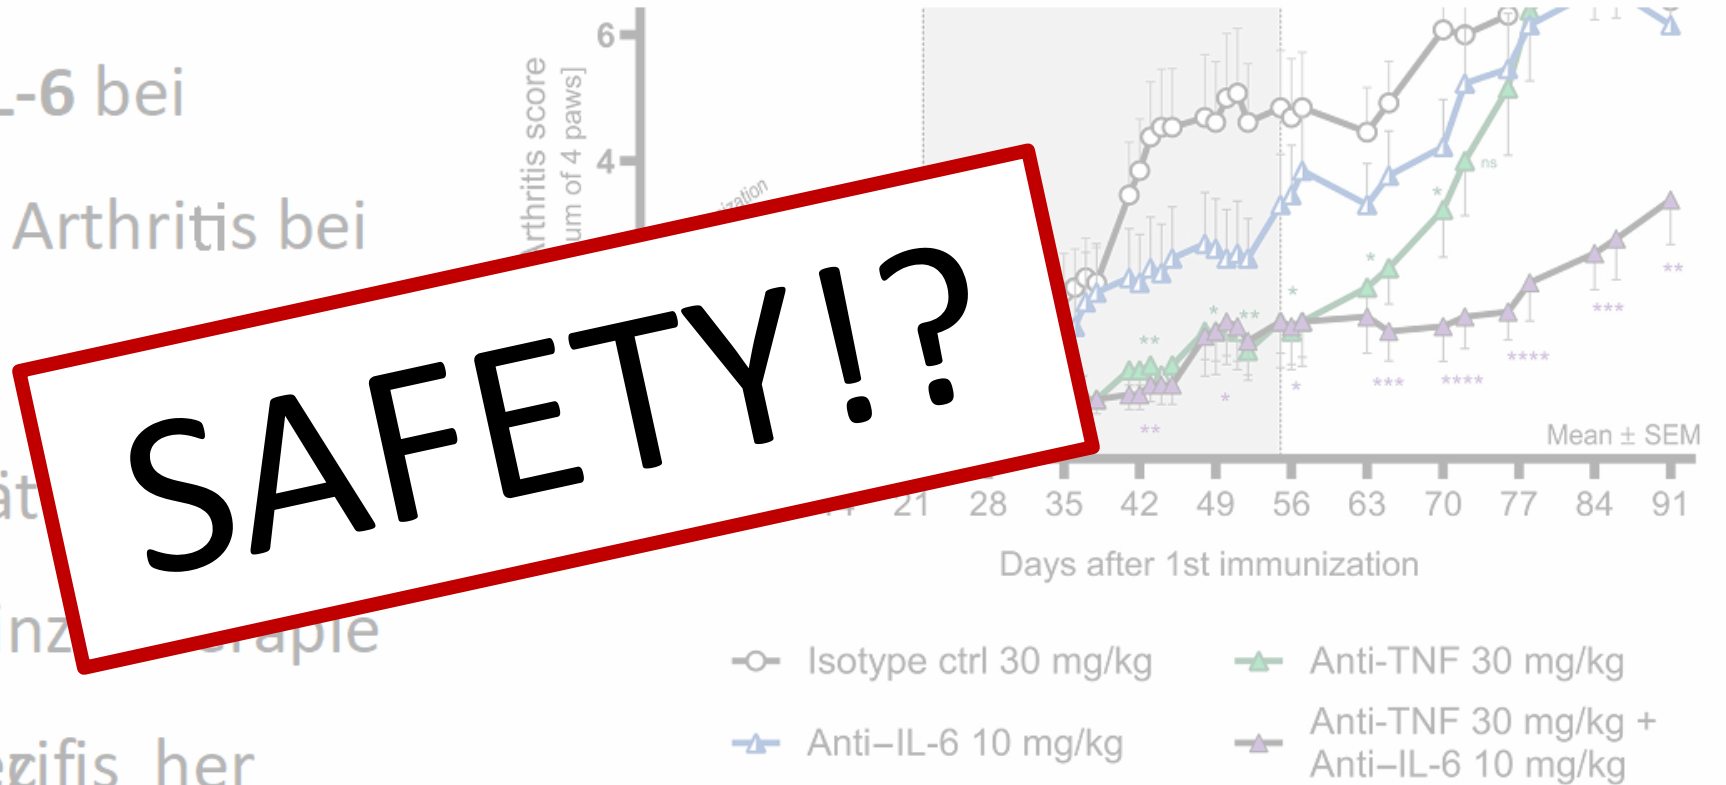 -6 bei
Arthritis bei
SAFETY!?
her
6
4
Arthritis score
um of 4 paws]
ization
*
**
*
**
*
**
*
*
*
ns
***
****
****
***
**
Mean ± SEM
21 28 35 42 49 56 63 70 77 84 91
Days after 1st immunization
Isotype ctrl 30 mg/kg
Anti-TNF 30 mg/kg
Anti–IL-6 10 mg/kg
Anti-TNF 30 mg/kg +
Anti–IL-6 10 mg/kg